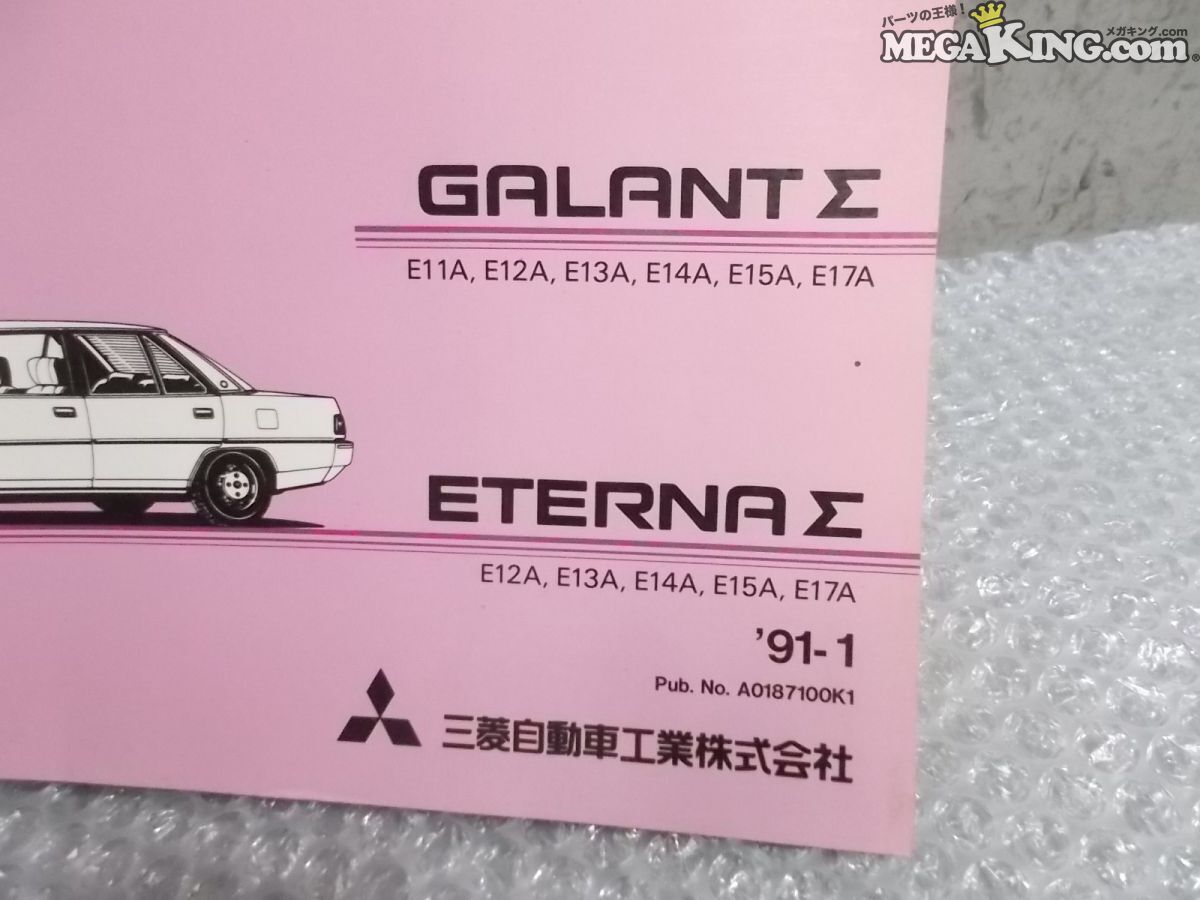 パーツの王様!
メガキング.com
MEGAKING.com®
GALANT Σ
E11A, E12A, E13A, E14A, E15A, E17A
ETERNA Σ
E12A, E13A, E14A, E15A, E17A
'91-1
Pub. No. A0187100K1
三菱自動車工業株式会社